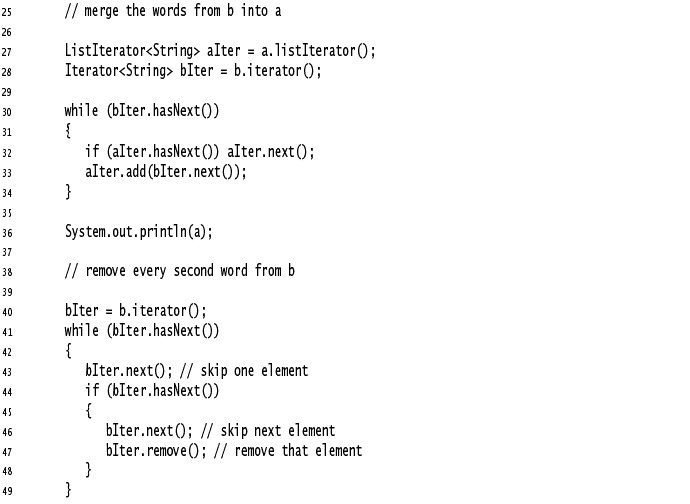 25 // merge the words from b into a
26
27 ListIterator<String> aIter = a.listIterator();
28 Iterator<String> bIter = b.iterator();
29
30 while (bIter.hasNext())
31 {
32 if (aIter.hasNext()) aIter.next();
33 aIter.add(bIter.next());
34 }
35
36 System.out.println(a);
37
38 // remove every second word from b
39
40 bIter = b.iterator();
41 while (bIter.hasNext())
42 {
43 bIter.next(); // skip one element
44 if (bIter.hasNext())
45 {
46 bIter.next(); // skip next element
47 bIter.remove(); // remove that element
48 }
49 }